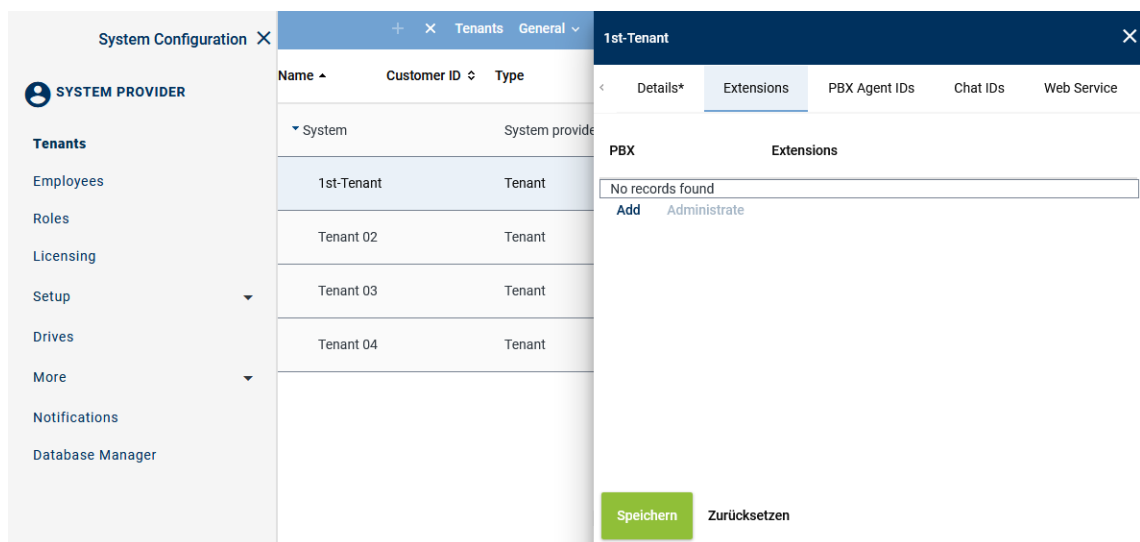 System Configuration
SYSTEM PROVIDER
Tenants
Employees
Roles
Licensing
Setup
Drives
More
Notifications
Database Manager
Tenants General
Name Customer ID Type
System System provide
1st-Tenant Tenant
Tenant 02 Tenant
Tenant 03 Tenant
Tenant 04 Tenant
1st-Tenant
Details* Extensions PBX Agent IDs Chat IDs Web Service
PBX Extensions
No records found
Add Administrate
Speichern Zurücksetzen